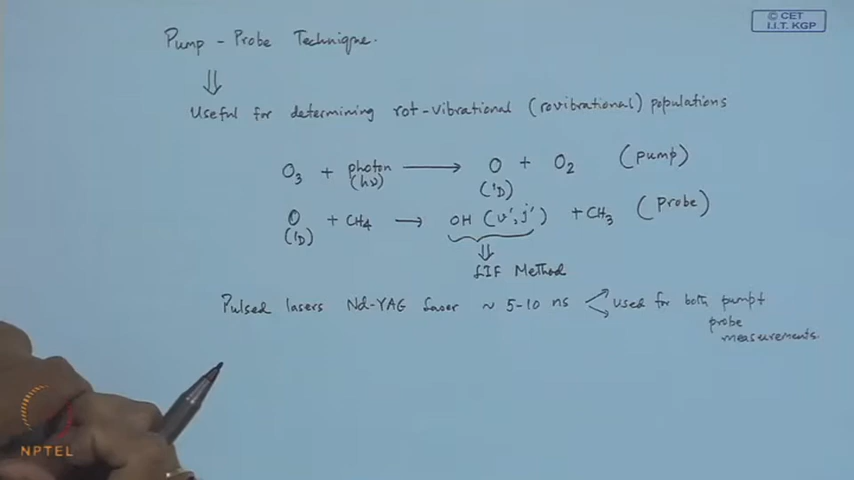 © CET
I.I.T. KGP
Pump - Probe Technique.
⇓
Useful for determining rot-vibrational (rovibrational) populations
O₃ + photon (hν) ⟶ O (¹D) + O₂ (pump)
O (¹D) + CH₄ → OH (v', j') + CH₃ (Probe)
⇓
LIF Method
Pulsed lasers Nd-YAG laser ~ 5-10 ns used for both pump +
probe
measurements.
NPTEL